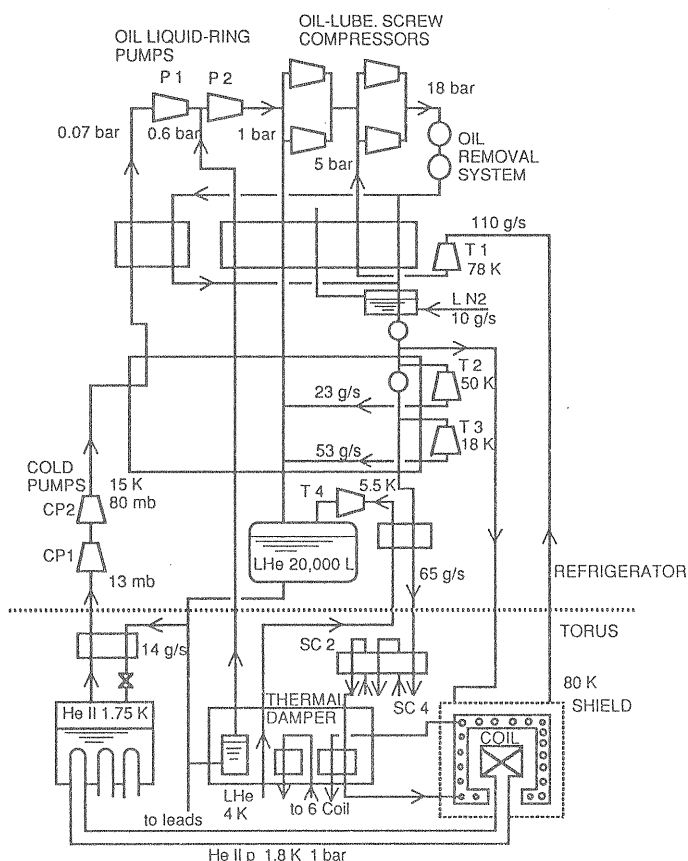 OIL LIQUID-RING
PUMPS
OIL-LUBE. SCREW
COMPRESSORS
P 1
P 2
18 bar
0.07 bar
0.6 bar
1 bar
5 bar
OIL
REMOVAL
SYSTEM
110 g/s
T 1
78 K
L N2
10 g/s
T 2
50 K
23 g/s
T 3
18 K
53 g/s
COLD
PUMPS
15 K
80 mb
CP2
CP1
13 mb
T 4
5.5 K
LHe 20,000 L
65 g/s
REFRIGERATOR
TORUS
14 g/s
SC 2
SC 4
80 K
SHIELD
He II 1.75 K
THERMAL
DAMPER
COIL
LHe
4 K
to 6 Coil
to leads
He II p 1.8 K 1 bar